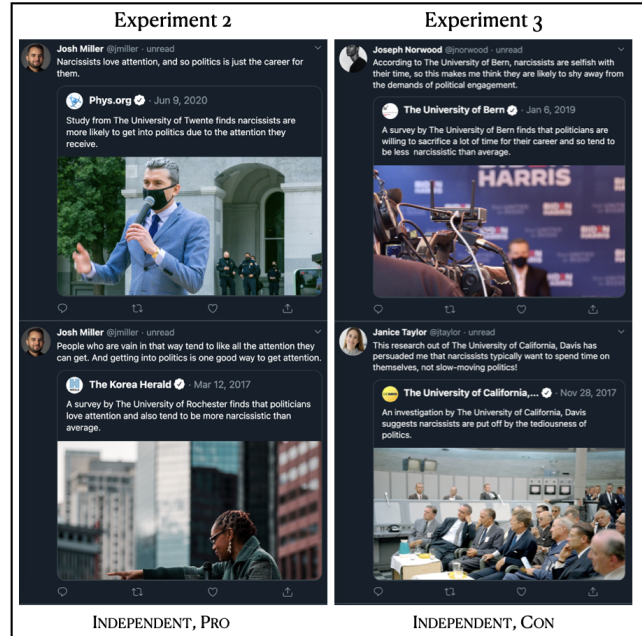 Experiment 2
Josh Miller @jmiller · unread
Narcissists love attention, and so politics is just the career for
them.
Phys.org · Jun 9, 2020
Study from The University of Twente finds narcissists are
more likely to get into politics due to the attention they
receive.
Josh Miller @jmiller · unread
People who are vain in that way tend to like all the attention they
can get. And getting into politics is one good way to get attention.
The Korea Herald · Mar 12, 2017
A survey by The University of Rochester finds that politicians
love attention and also tend to be more narcissistic than
average.
INDEPENDENT, PRO
Experiment 3
Joseph Norwood @jnorwood · unread
According to The University of Bern, narcissists are selfish with
their time, so this makes me think they are likely to shy away from
the demands of political engagement.
The University of Bern · Jan 6, 2019
A survey by The University of Bern finds that politicians are
willing to sacrifice a lot of time for their career and so tend to
be less narcissistic than average.
HARRIS
BIDEN
HARRIS
Janice Taylor @jtaylor · unread
This research out of The University of California, Davis has
persuaded me that narcissists typically want to spend time on
themselves, not slow-moving politics!
The University of California,... · Nov 28, 2017
An investigation by The University of California, Davis
suggests narcissists are put off by the tediousness of
politics.
INDEPENDENT, CON